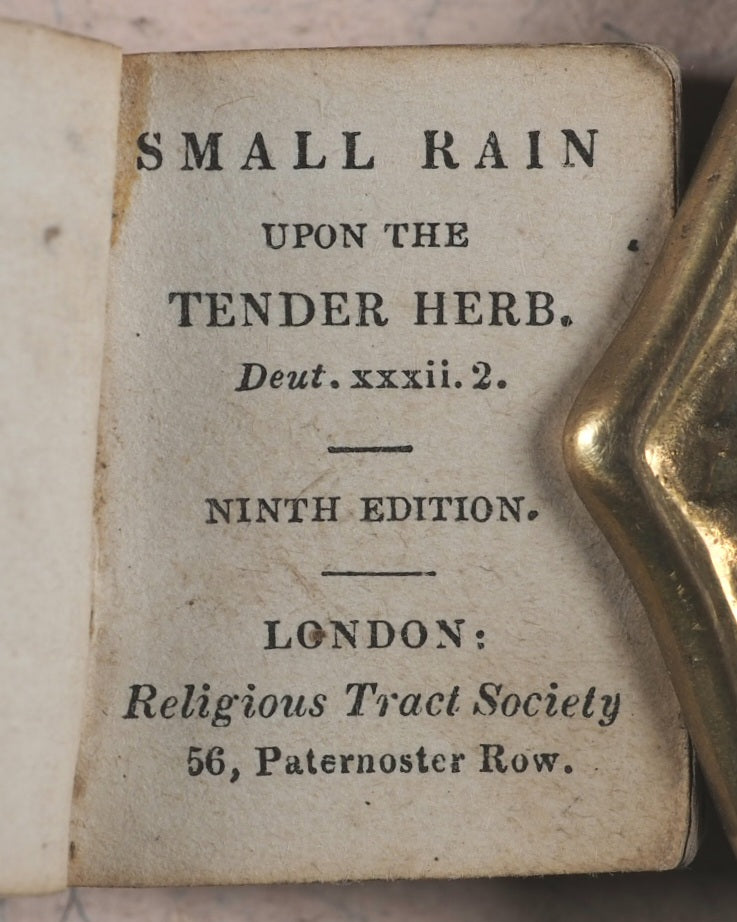 SMALL RAIN
UPON THE
TENDER HERB.
Deut. xxxii. 2.
NINTH EDITION.
LONDON:
Religious Tract Society
56, Paternoster Row.